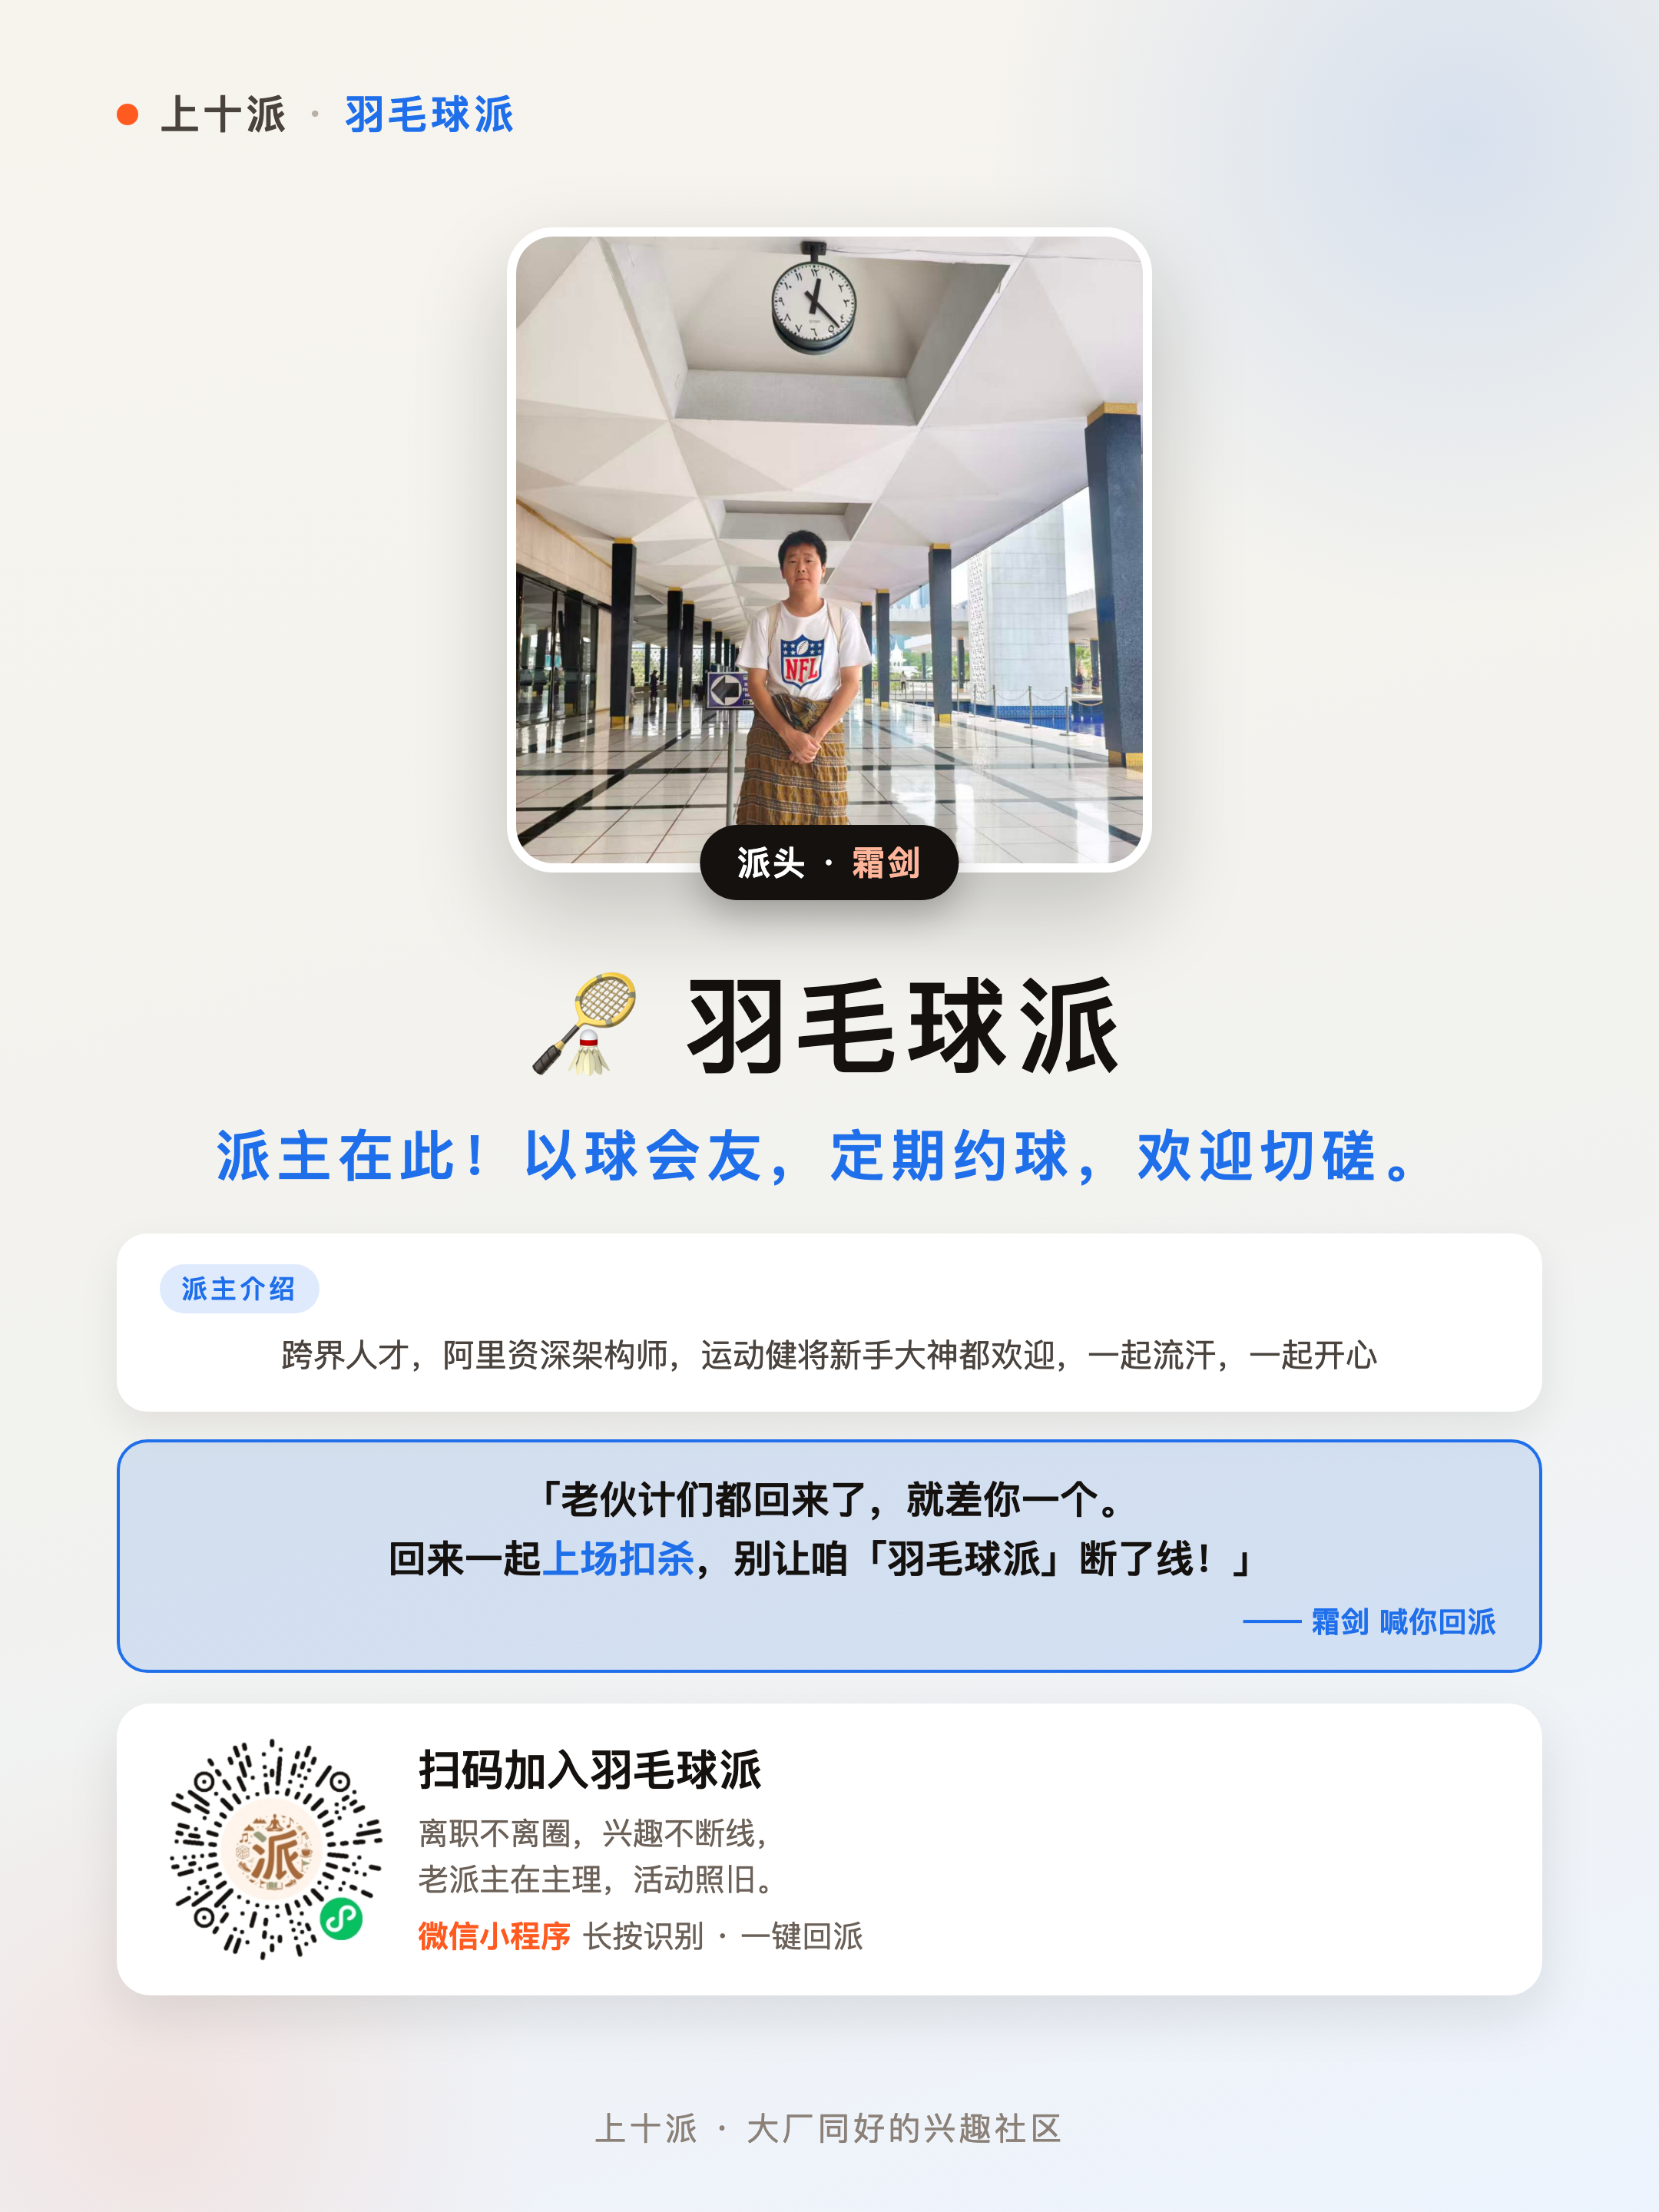 上十派 · 羽毛球派
NFL
派头 · 霜剑
羽毛球派
派主在此！以球会友，定期约球，欢迎切磋。
派主介绍
跨界人才，阿里资深架构师，运动健将新手大神都欢迎，一起流汗，一起开心
「老伙计们都回来了，就差你一个。
回来一起上场扣杀，别让咱「羽毛球派」断了线！」
—— 霜剑 喊你回派
派
扫码加入羽毛球派
离职不离圈，兴趣不断线，
老派主在主理，活动照旧。
微信小程序 长按识别 · 一键回派
上十派 · 大厂同好的兴趣社区